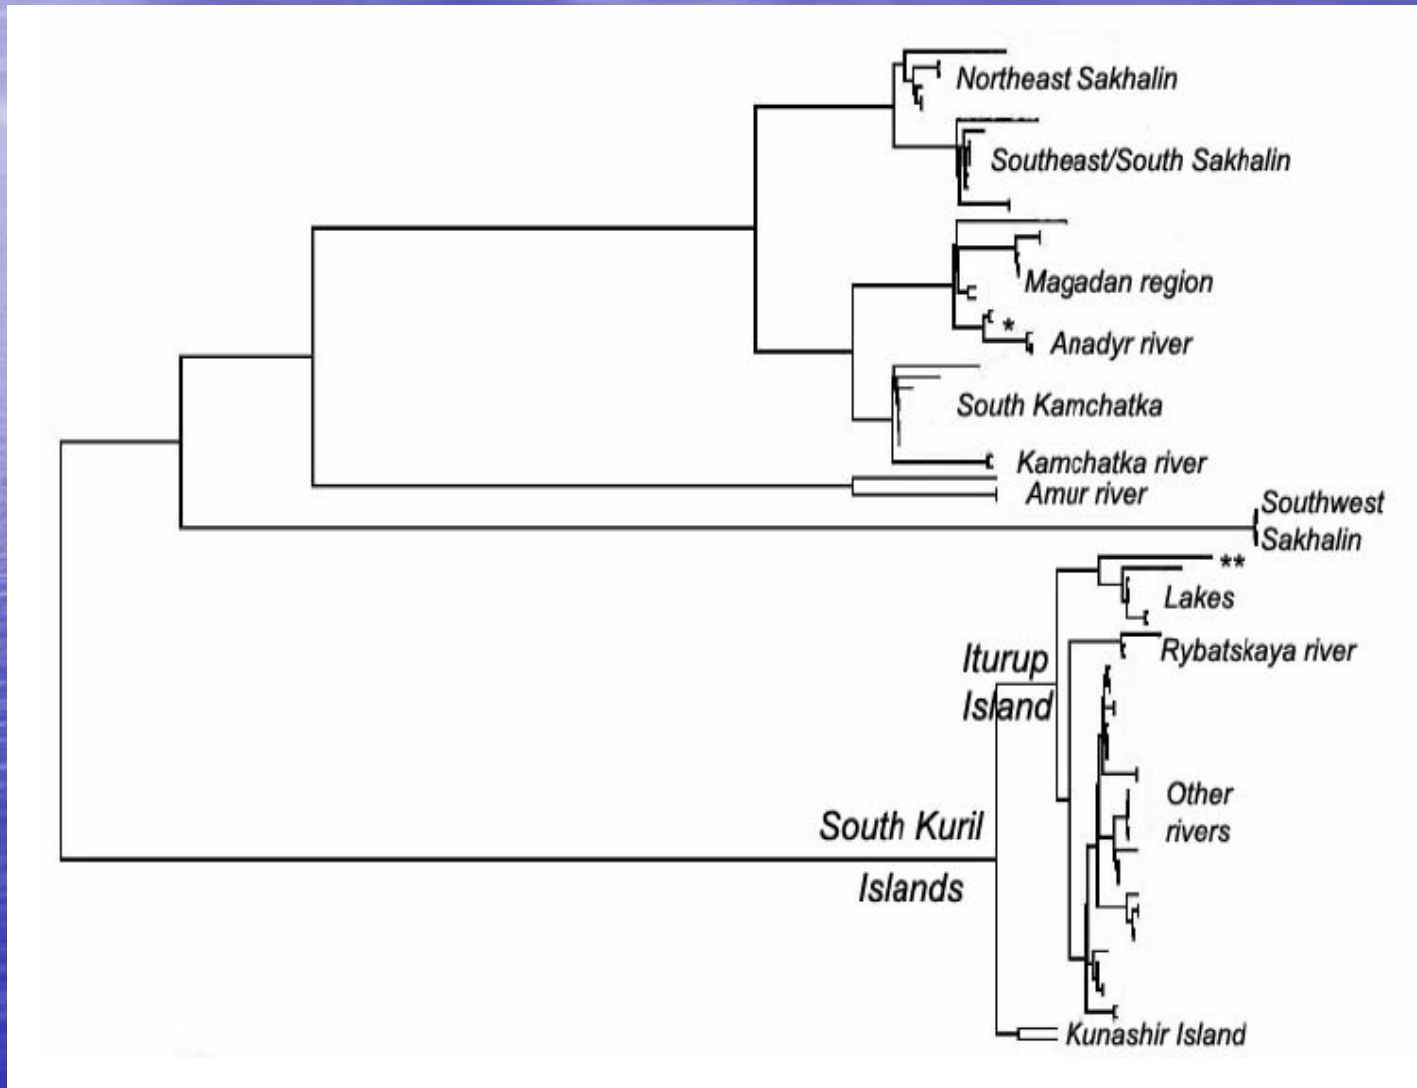 Northeast Sakhalin
Southeast/South Sakhalin
Magadan region
*
Anadyr river
South Kamchatka
Kamchatka river
Amur river
Southwest
Sakhalin
**
Lakes
Iturup
Island
Rybatskaya river
Other
rivers
South Kuril
Islands
Kunashir Island